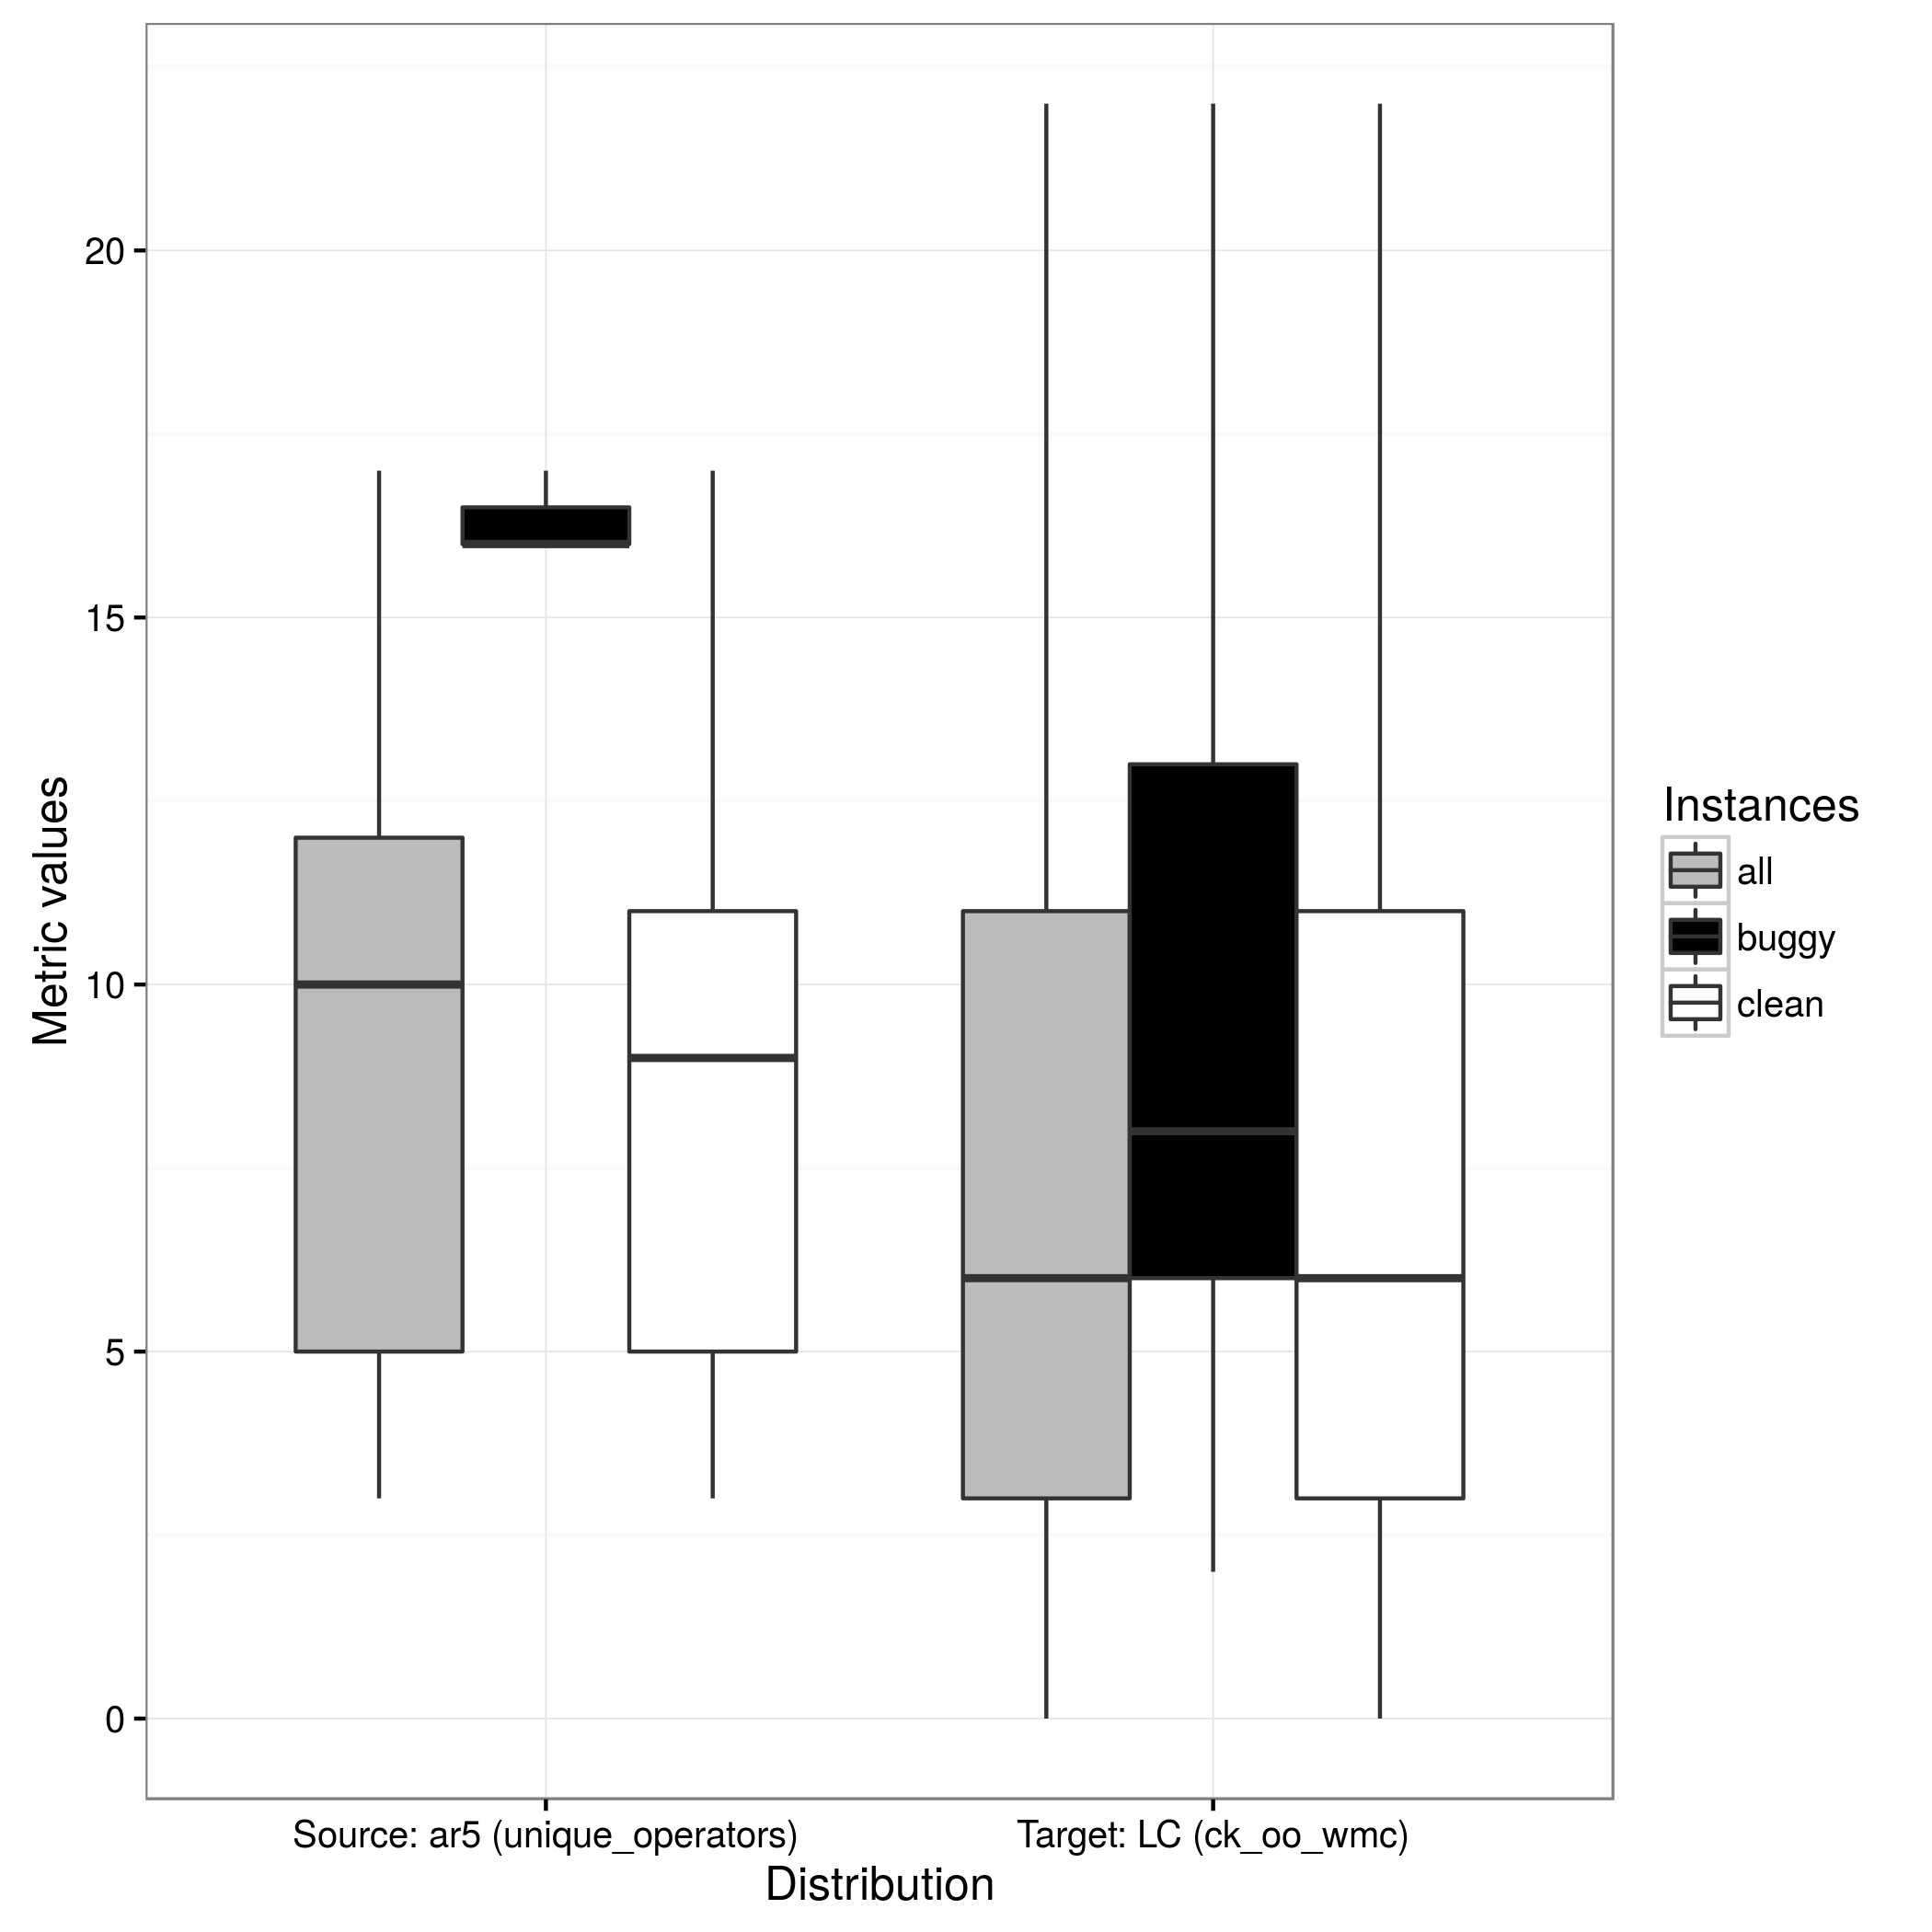 Metric values
20
15
10
5
0
Source: ar5 (unique_operators)
Target: LC (ck_oo_wmc)
Distribution
Instances
all
buggy
clean